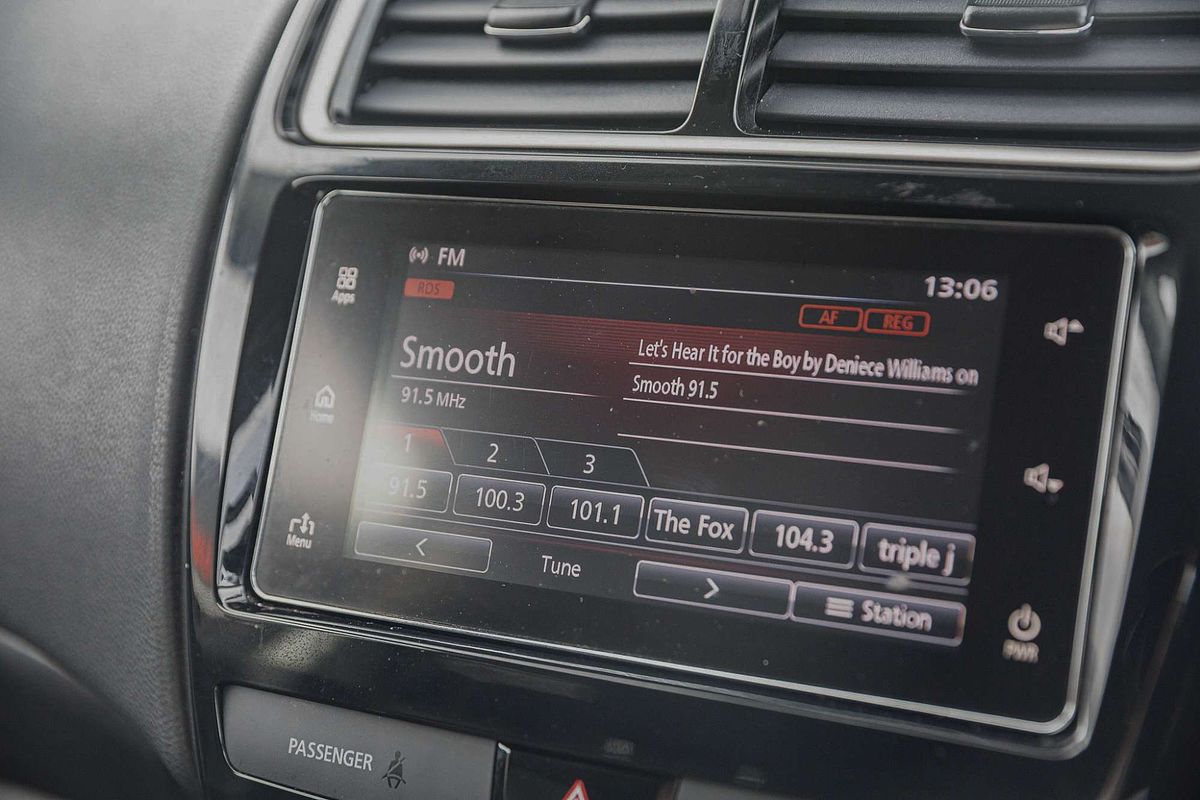 FM
13:06
RDS
AF REG
Apps
Smooth
91.5 MHz
Let's Hear It for the Boy by Deniece Williams on
Smooth 91.5
Home
1 2 3
91.5 100.3 101.1 The Fox 104.3 triple j
Menu
< Tune > Station
PWR
PASSENGER